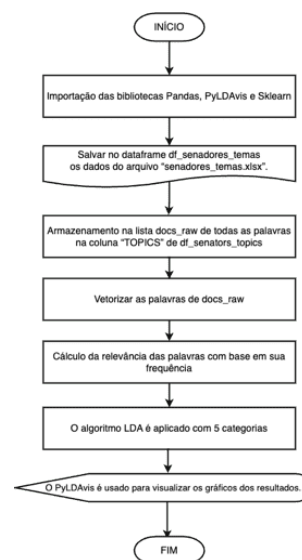 INÍCIO
Importação das bibliotecas Pandas, PyLDAvis e Sklearn
Salvar no dataframe df_senadores_temas
os dados do arquivo "senadores_temas.xlsx".
Armazenamento na lista docs_raw de todas as palavras
na coluna "TOPICS" de df_senators_topics
Vetorizar as palavras de docs_raw
Cálculo da relevância das palavras com base em sua
frequência
O algoritmo LDA é aplicado com 5 categorias
O PyLDAvis é usado para visualizar os gráficos dos resultados.
FIM